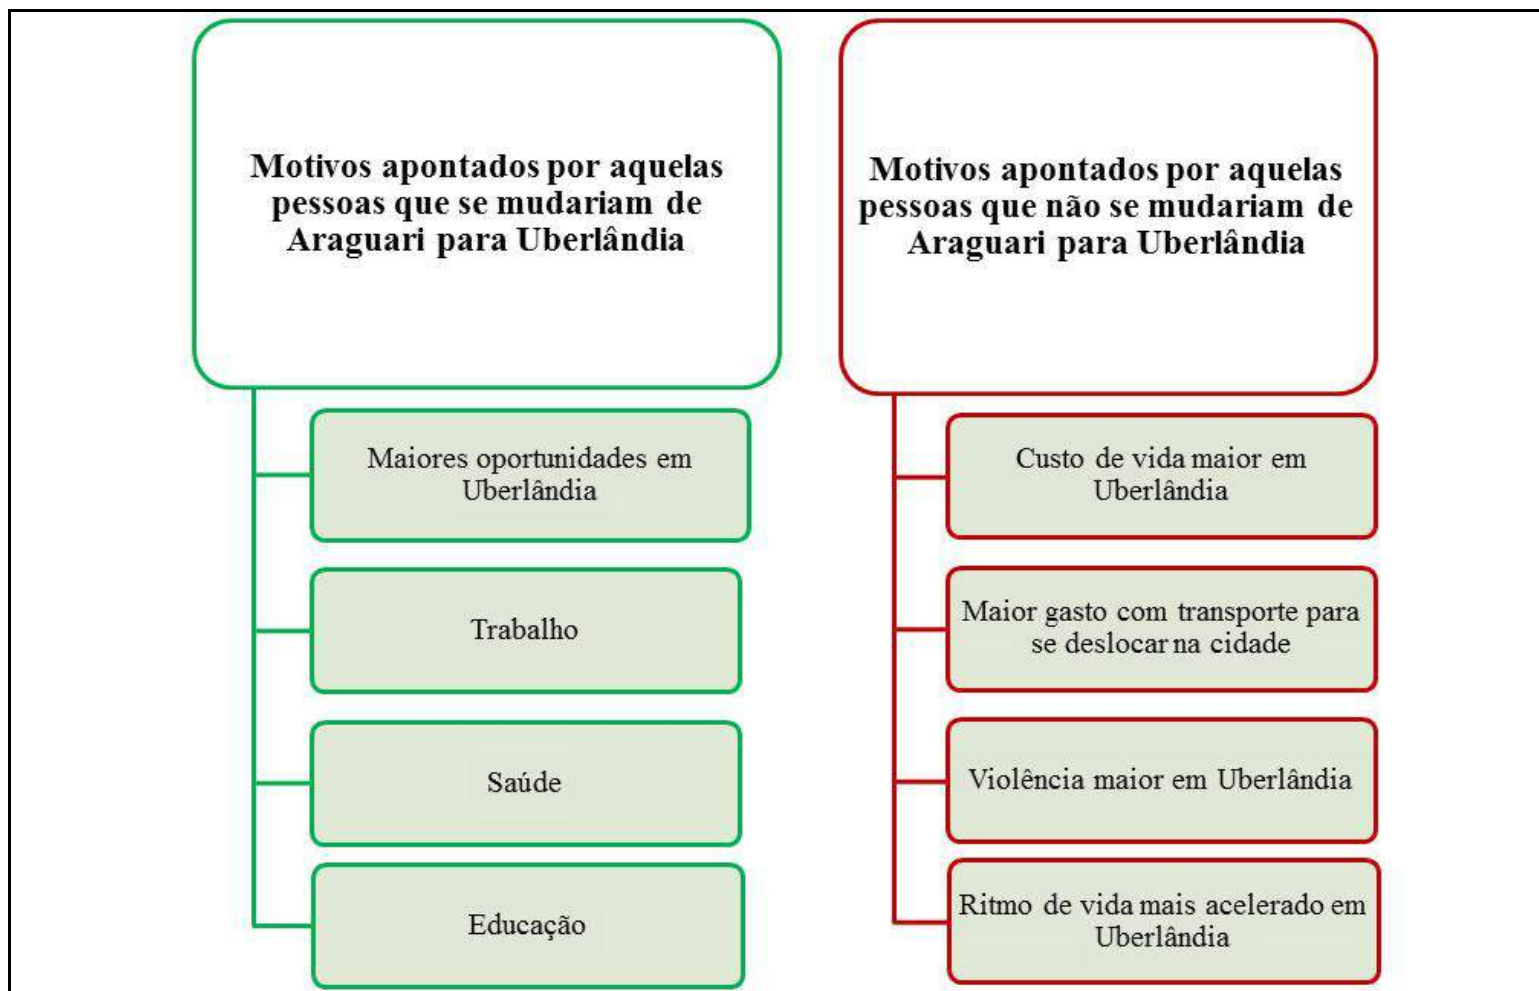 Motivos apontados por aquelas
pessoas que se mudariam de
Araguari para Uberlândia
Maiores oportunidades em
Uberlândia
Trabalho
Saúde
Educação
Motivos apontados por aquelas
pessoas que não se mudariam de
Araguari para Uberlândia
Custo de vida maior em
Uberlândia
Maior gasto com transporte para
se deslocar na cidade
Violência maior em Uberlândia
Ritmo de vida mais acelerado em
Uberlândia